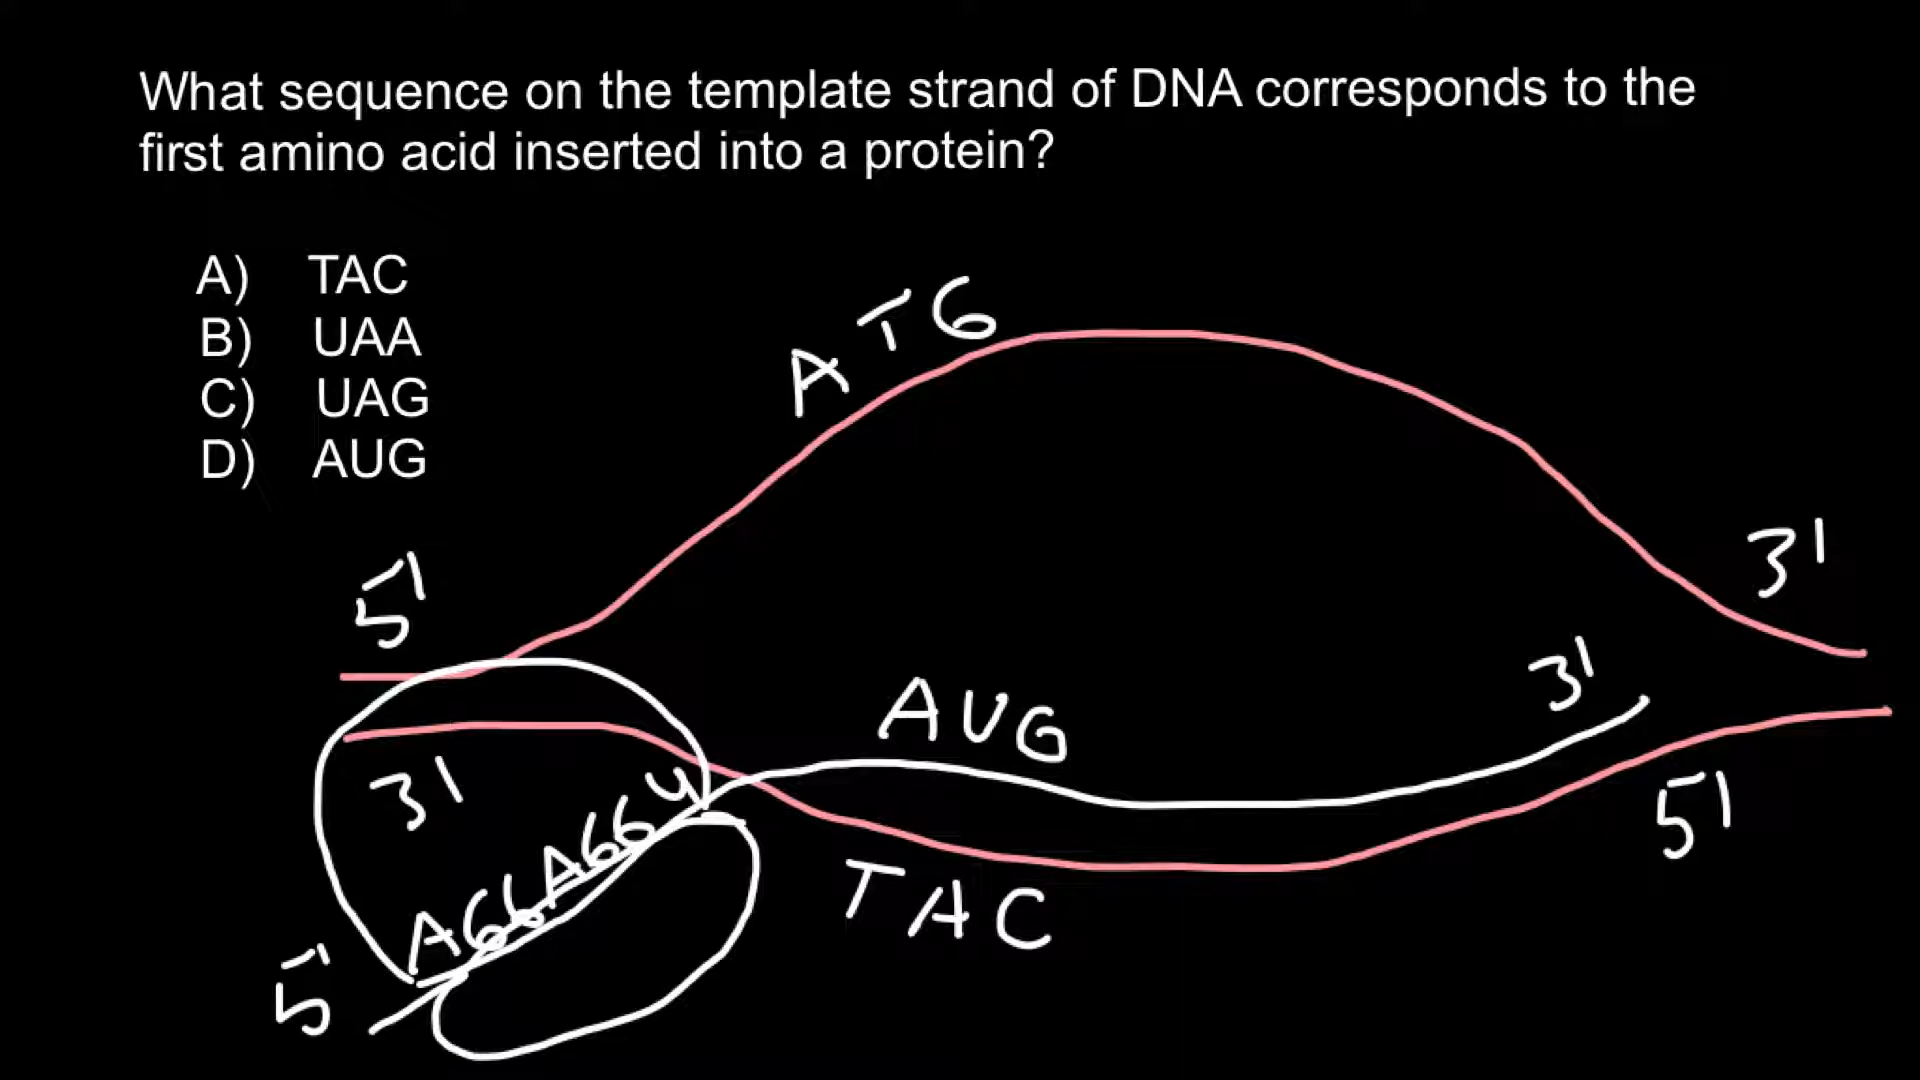 What sequence on the template strand of DNA corresponds to the
first amino acid inserted into a protein?
A) TAC
B) UAA
C) UAG
D) AUG
ATG
5'
3'
3'
AUG
3'
5'
AGGAGGU
TAC
5'